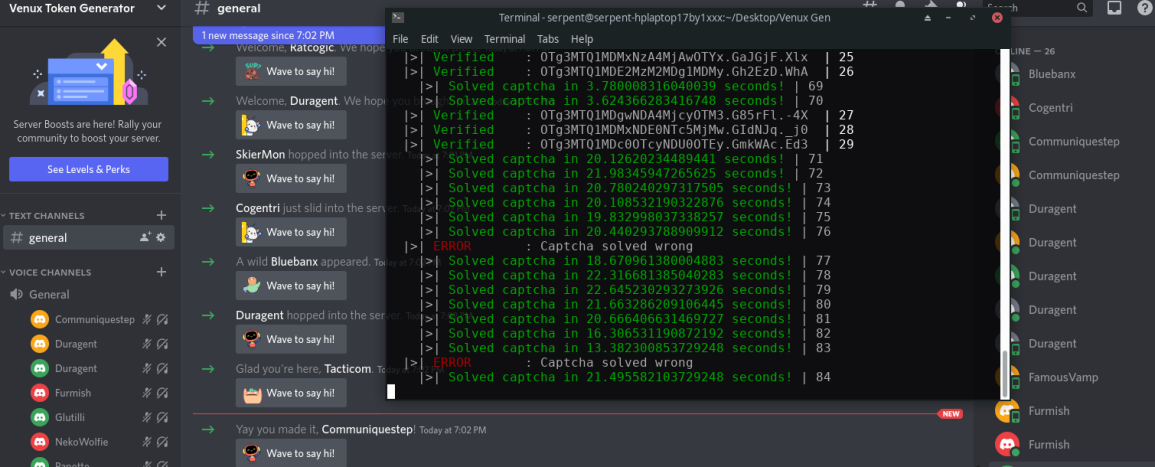 Venux Token Generator
Server Boosts are here! Rally your
community to boost your server.
See Levels & Perks
TEXT CHANNELS
# general
VOICE CHANNELS
General
Communiquestep
Duragent
Duragent
Furmish
Glutilli
NekoWolfie
# general
1 new message since 7:02 PM
Welcome, Ratcogic. We hope
Wave to say hi!
Welcome, Duragent. We hope
Wave to say hi!
SkierMon hopped into the server.
Wave to say hi!
Cogentri just slid into the server. Today at
Wave to say hi!
A wild Bluebanx appeared. Today at 7:02 PM
Wave to say hi!
Duragent hopped into the server.
Wave to say hi!
Glad you're here, Tacticom.
Wave to say hi!
NEW
Yay you made it, Communiquestep! Today at 7:02 PM
Wave to say hi!
Terminal - serpent@serpent-hplaptop17by1xxx:~/Desktop/Venux Gen
File Edit View Terminal Tabs Help
|>| Verified : OTg3MTQ1MDMxNzA4MjAwOTYx.GaJGjF.Xlx | 25
|>| Verified : OTg3MTQ1MDE2MzM2MDg1MDMy.Gh2EzD.WhA | 26
|>| Solved captcha in 3.780008316040039 seconds! | 69
|>| Solved captcha in 3.624366283416748 seconds! | 70
|>| Verified : OTg3MTQ1MDgwNDA4MjcyOTM3.G85rFl.-4X | 27
|>| Verified : OTg3MTQ1MDMxNDE0NTc5MjMw.GIdNJq._j0 | 28
|>| Verified : OTg3MTQ1MDc0OTcyNDU0OTEy.GmkWAc.Ed3 | 29
|>| Solved captcha in 20.12620234489441 seconds! | 71
|>| Solved captcha in 21.98345947265625 seconds! | 72
|>| Solved captcha in 20.780240297317505 seconds! | 73
|>| Solved captcha in 20.108532190322876 seconds! | 74
|>| Solved captcha in 19.832998037338257 seconds! | 75
|>| Solved captcha in 20.440293788909912 seconds! | 76
|>| ERROR : Captcha solved wrong
|>| Solved captcha in 18.670961380004883 seconds! | 77
|>| Solved captcha in 22.316681385040283 seconds! | 78
|>| Solved captcha in 22.645230293273926 seconds! | 79
|>| Solved captcha in 21.663286209106445 seconds! | 80
|>| Solved captcha in 20.666406631469727 seconds! | 81
|>| Solved captcha in 16.306531190872192 seconds! | 82
|>| Solved captcha in 13.382300853729248 seconds! | 83
|>| ERROR : Captcha solved wrong
|>| Solved captcha in 21.495582103729248 seconds! | 84
Search
LINE — 26
Bluebanx
Cogentri
Communiquestep
Communiquestep
Duragent
Duragent
Duragent
Duragent
Duragent
FamousVamp
Furmish
Furmish